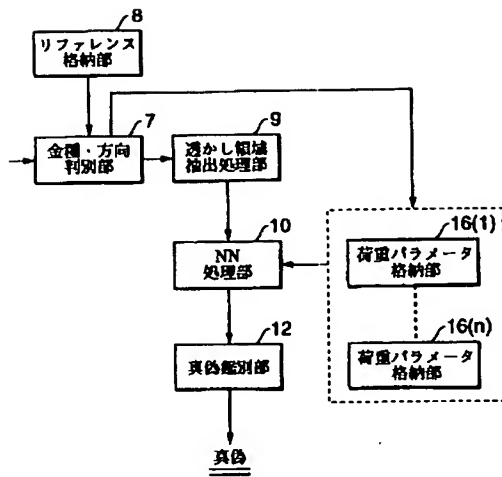 8
リファレンス
格納部
7
9
金種・方向
判別部
透かし領域
抽出処理部
10
16(1)
NN
処理部
荷重パラメータ
格納部
12
16(n)
真偽鑑別部
荷重パラメータ
格納部
真偽